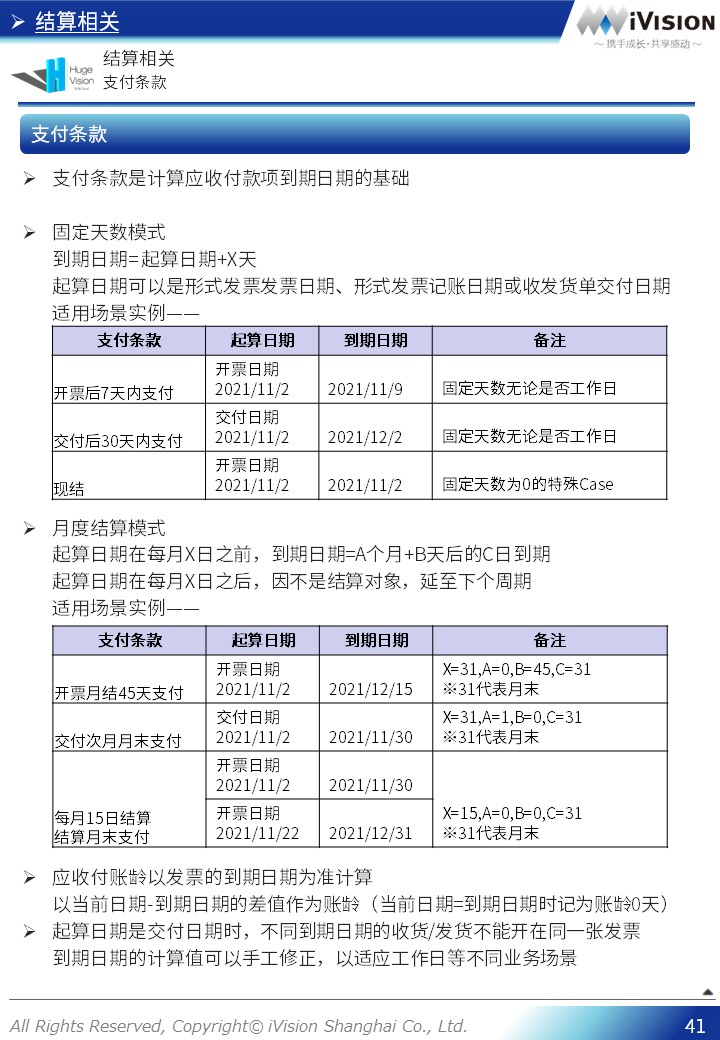 结算相关
iVision
～ 携手成长·共享感动 ～
Huge
Vision
结算相关
支付条款
支付条款
支付条款是计算应收付款项到期日期的基础
固定天数模式
到期日期=起算日期+X天
起算日期可以是形式发票发票日期、形式发票记账日期或收发货单交付日期
适用场景实例——
支付条款 起算日期 到期日期 备注
开票后7天内支付 开票日期 2021/11/2 2021/11/9 固定天数无论是否工作日
交付后30天内支付 交付日期 2021/11/2 2021/12/2 固定天数无论是否工作日
现结 开票日期 2021/11/2 2021/11/2 固定天数为0的特殊Case
月度结算模式
起算日期在每月X日之前，到期日期=A个月+B天后的C日到期
起算日期在每月X日之后，因不是结算对象，延至下个周期
适用场景实例——
支付条款 起算日期 到期日期 备注
开票月结45天支付 开票日期 2021/11/2 2021/12/15 X=31,A=0,B=45,C=31 ※31代表月末
交付次月月末支付 交付日期 2021/11/2 2021/11/30 X=31,A=1,B=0,C=31 ※31代表月末
每月15日结算 结算月末支付 开票日期 2021/11/2 2021/11/30
开票日期 2021/11/22 2021/12/31 X=15,A=0,B=0,C=31 ※31代表月末
应收付账龄以发票的到期日期为准计算
以当前日期-到期日期的差值作为账龄（当前日期=到期日期时记为账龄0天）
起算日期是交付日期时，不同到期日期的收货/发货不能开在同一张发票
到期日期的计算值可以手工修正，以适应工作日等不同业务场景
All Rights Reserved, Copyright© iVision Shanghai Co., Ltd.
41